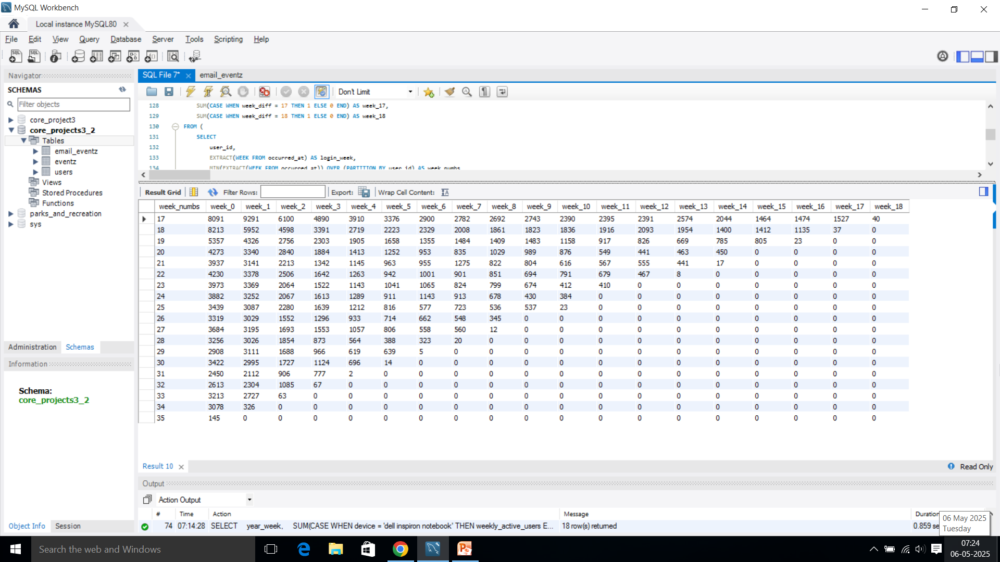 MySQL Workbench
Local instance MySQL80
File Edit View Query Database Server Tools Scripting Help
Navigator
SCHEMAS
Filter objects
core_project3
core_projects3_2
Tables
email_eventz
eventz
users
Views
Stored Procedures
Functions
parks_and_recreation
sys
Administration Schemas
Information
Schema:
core_projects3_2
Object Info Session
SQL File 7* email_eventz
Don't Limit
128 SUM(CASE WHEN week_diff = 17 THEN 1 ELSE 0 END) AS week_17,
129 SUM(CASE WHEN week_diff = 18 THEN 1 ELSE 0 END) AS week_18
130 FROM (
131 SELECT
132 user_id,
133 EXTRACT(WEEK FROM occurred_at) AS login_week,
134 MIN(EXTRACT(WEEK FROM occurred_at)) OVER (PARTITION BY user_id) AS week_numbs
Result Grid Filter Rows: Export: Wrap Cell Content:
week_numbs week_0 week_1 week_2 week_3 week_4 week_5 week_6 week_7 week_8 week_9 week_10 week_11 week_12 week_13 week_14 week_15 week_16 week_17 week_18
17 8091 9291 6100 4890 3910 3376 2900 2782 2692 2743 2390 2395 2391 2574 2044 1464 1474 1527 40
18 8213 5952 4598 3391 2719 2223 2329 2008 1861 1823 1836 1916 2093 1954 1400 1412 1135 37 0
19 5357 4326 2756 2303 1905 1658 1355 1484 1409 1483 1158 917 826 669 785 805 23 0 0
20 4273 3340 2840 1884 1413 1252 953 835 1029 989 876 549 441 463 450 0 0 0 0
21 3937 3141 2213 1342 1145 963 955 1275 822 804 616 567 555 441 17 0 0 0 0
22 4230 3378 2506 1642 1263 942 1001 901 851 694 791 679 467 8 0 0 0 0 0
23 3973 3369 2064 1522 1143 1041 1065 824 799 674 412 410 0 0 0 0 0 0 0
24 3882 3252 2067 1613 1289 911 1143 913 678 430 384 0 0 0 0 0 0 0 0
25 3439 3087 2280 1639 1212 816 577 723 536 537 23 0 0 0 0 0 0 0 0
26 3319 3029 1552 1296 933 714 662 548 345 0 0 0 0 0 0 0 0 0 0
27 3684 3195 1693 1553 1057 806 558 560 12 0 0 0 0 0 0 0 0 0 0
28 3256 3026 1854 873 564 388 323 20 0 0 0 0 0 0 0 0 0 0 0
29 2908 3111 1688 966 619 639 5 0 0 0 0 0 0 0 0 0 0 0 0
30 3422 2995 1727 1124 696 14 0 0 0 0 0 0 0 0 0 0 0 0 0
31 2450 2112 906 777 2 0 0 0 0 0 0 0 0 0 0 0 0 0 0
32 2613 2304 1085 67 0 0 0 0 0 0 0 0 0 0 0 0 0 0 0
33 3213 2727 63 0 0 0 0 0 0 0 0 0 0 0 0 0 0 0 0
34 3078 326 0 0 0 0 0 0 0 0 0 0 0 0 0 0 0 0 0
35 145 0 0 0 0 0 0 0 0 0 0 0 0 0 0 0 0 0 0
Result 10
Read Only
Output
Action Output
# Time Action Message Duration
74 07:14:28 SELECT year_week, SUM(CASE WHEN device = 'dell inspiron notebook' THEN weekly_active_users E... 18 row(s) returned 0.859 se
06 May 2025
Tuesday
Search the web and Windows
07:24
06-05-2025